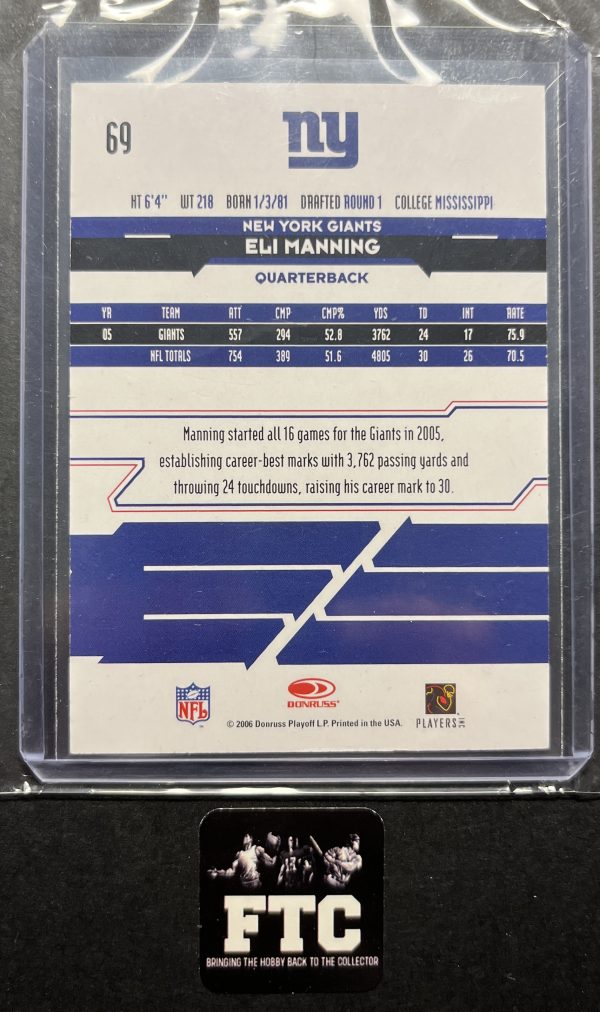 69
ny
HT 6'4" WT 218 BORN 1/3/81 DRAFTED ROUND 1 COLLEGE MISSISSIPPI
NEW YORK GIANTS
ELI MANNING
QUARTERBACK
YR TEAM ATT CMP CMP% YDS TD INT RATE
05 GIANTS 557 294 52.8 3762 24 17 75.9
NFL TOTALS 754 389 51.6 4805 30 26 70.5
Manning started all 16 games for the Giants in 2005,
establishing career-best marks with 3,762 passing yards and
throwing 24 touchdowns, raising his career mark to 30.
NFL
DONRUSS
© 2006 Donruss Playoff L.P. Printed in the USA.
PLAYERS INC
FTC
BRINGING THE HOBBY BACK TO THE COLLECTOR